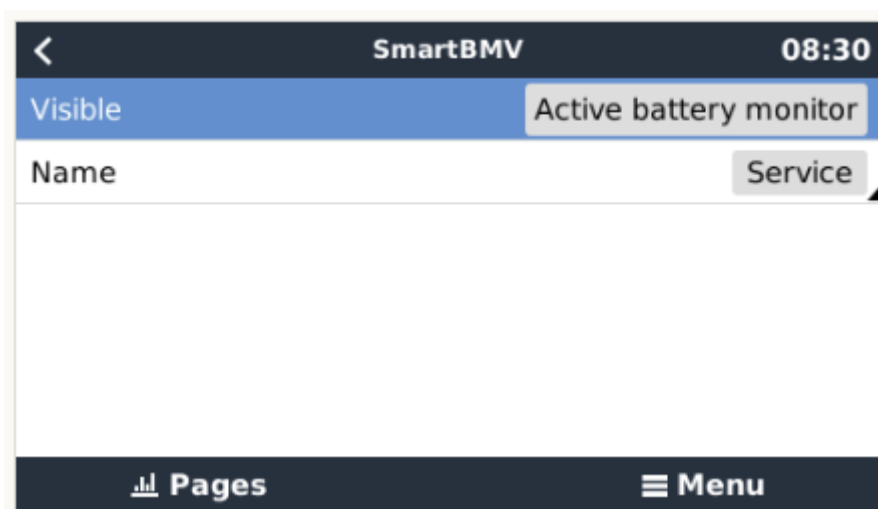 SmartBMV 08:30
Visible Active battery monitor
Name Service
Pages Menu